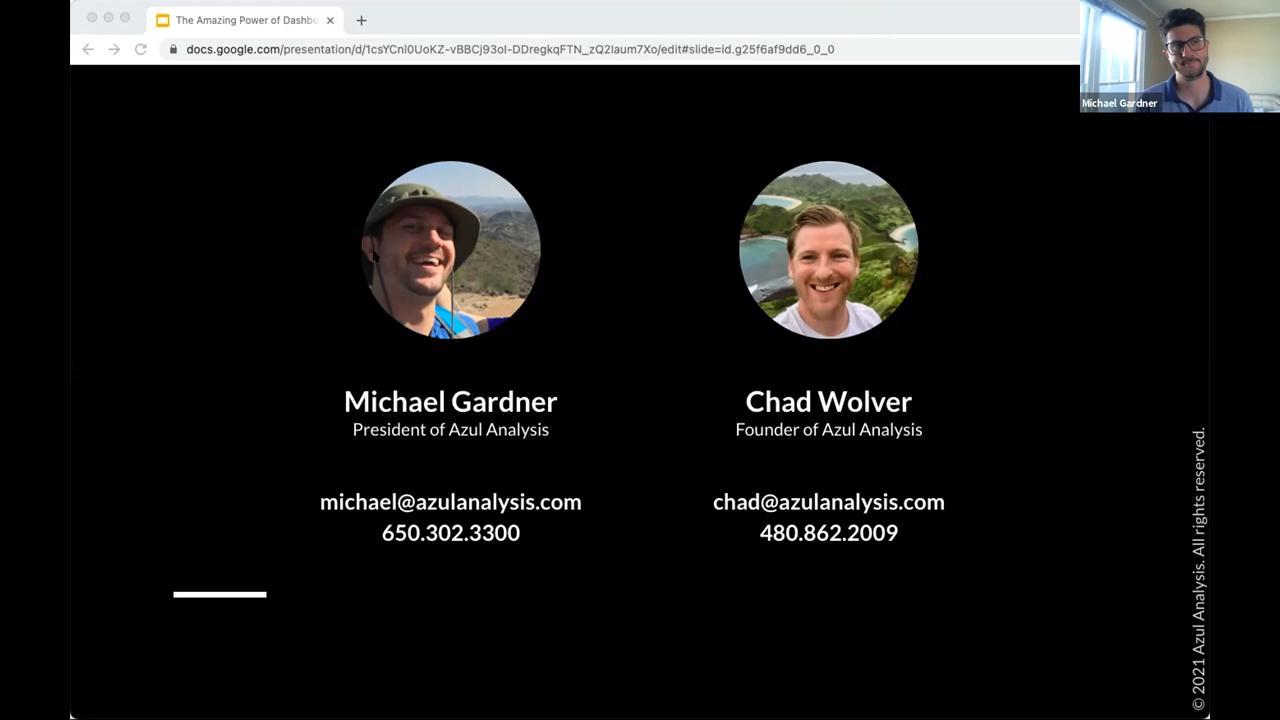 The Amazing Power of Dashbo
docs.google.com/presentation/d/1csYCnl0UoKZ-vBBCj93oI-DDregkqFTN_zQ2laum7Xo/edit#slide=id.g25f6af9dd6_0_0
Michael Gardner
Michael Gardner
President of Azul Analysis
michael@azulanalysis.com
650.302.3300
Chad Wolver
Founder of Azul Analysis
chad@azulanalysis.com
480.862.2009
© 2021 Azul Analysis. All rights reserved.